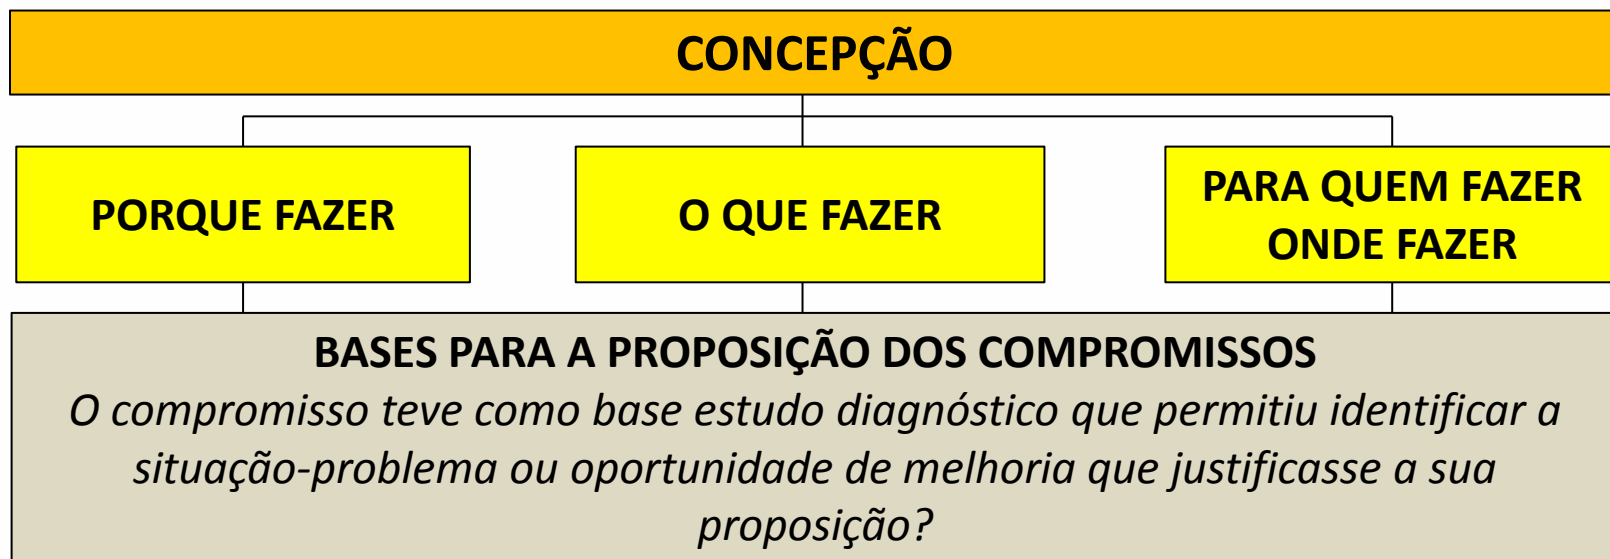 CONCEPÇÃO
PORQUE FAZER
O QUE FAZER
PARA QUEM FAZER
ONDE FAZER
BASES PARA A PROPOSIÇÃO DOS COMPROMISSOS
O compromisso teve como base estudo diagnóstico que permitiu identificar a
situação-problema ou oportunidade de melhoria que justificasse a sua
proposição?